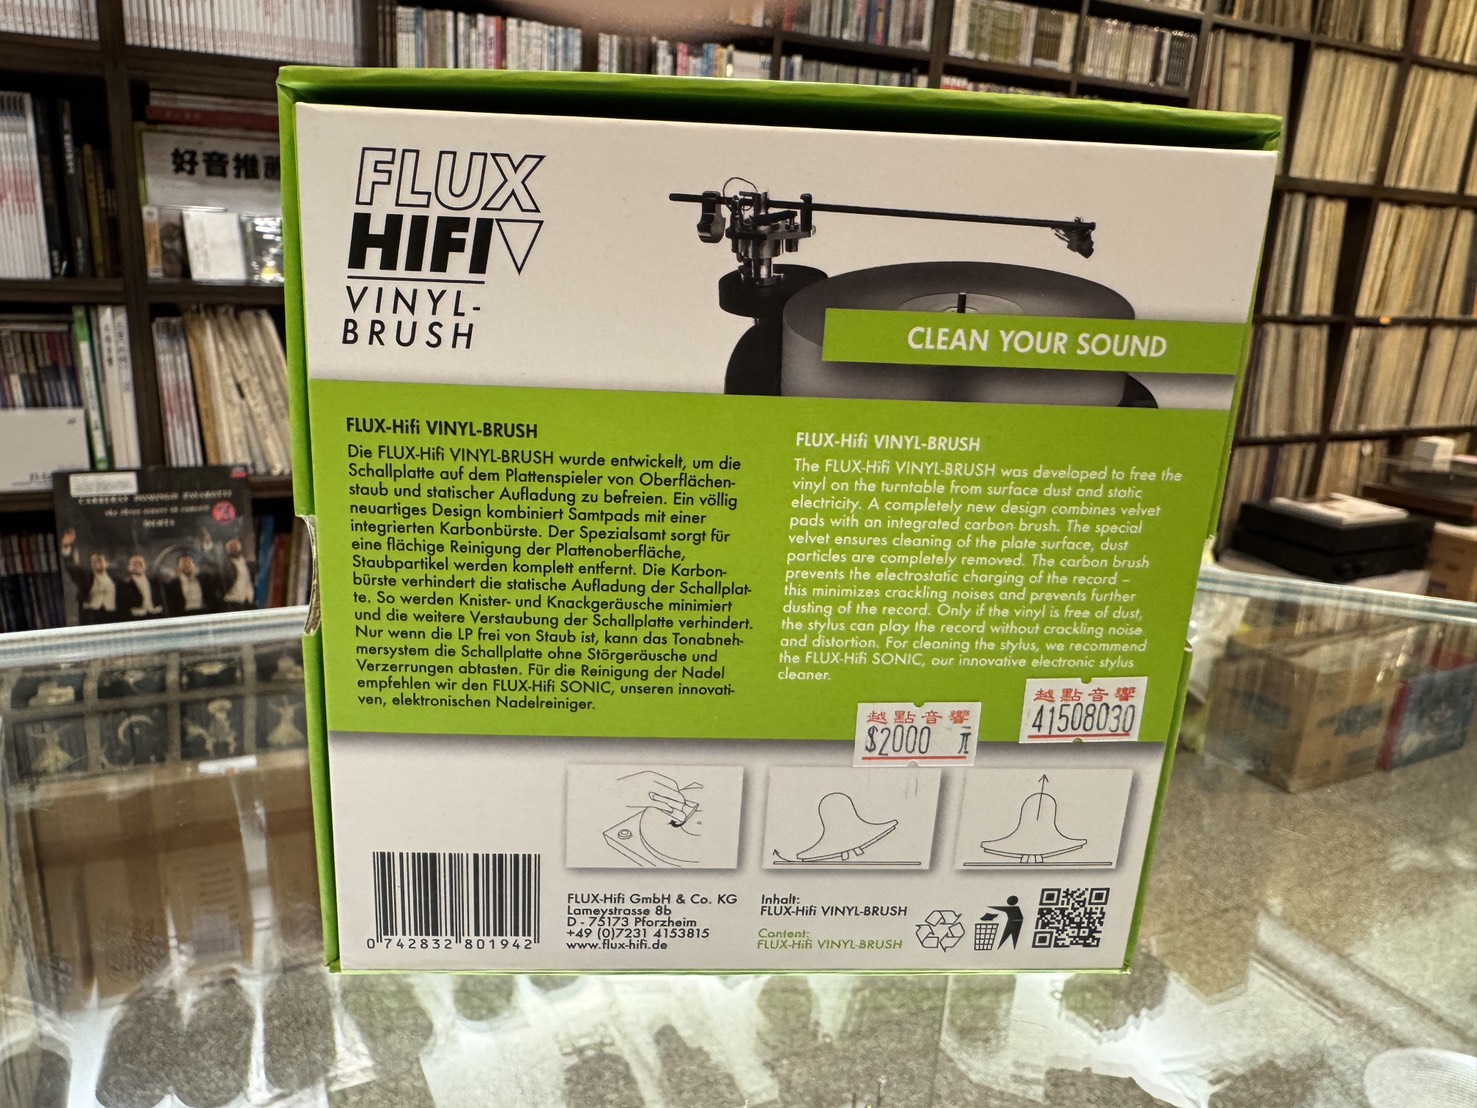 好音推薦
FLUX
HIFI
VINYL-
BRUSH
CLEAN YOUR SOUND
FLUX-Hifi VINYL-BRUSH
Die FLUX-Hifi VINYL-BRUSH wurde entwickelt, um die
Schallplatte auf dem Plattenspieler von Oberflächen-
staub und statischer Aufladung zu befreien. Ein völlig
neuartiges Design kombiniert Samtpads mit einer
integrierten Karbonbürste. Der Spezialsamt sorgt für
eine flächige Reinigung der Plattenoberfläche,
Staubpartikel werden komplett entfernt. Die Karbon-
bürste verhindert die statische Aufladung der Schallplat-
te. So werden Knister- und Knackgeräusche minimiert
und die weitere Verstaubung der Schallplatte verhindert.
Nur wenn die LP frei von Staub ist, kann das Tonabneh-
mersystem die Schallplatte ohne Störgeräusche und
Verzerrungen abtasten. Für die Reinigung der Nadel
empfehlen wir den FLUX-Hifi SONIC, unseren innovati-
ven, elektronischen Nadelreiniger.
FLUX-Hifi VINYL-BRUSH
The FLUX-Hifi VINYL-BRUSH was developed to free the
vinyl on the turntable from surface dust and static
electricity. A completely new design combines velvet
pads with an integrated carbon brush. The special
velvet ensures cleaning of the plate surface, dust
particles are completely removed. The carbon brush
prevents the electrostatic charging of the record –
this minimizes crackling noises and prevents further
dusting of the record. Only if the vinyl is free of dust,
the stylus can play the record without crackling noise
and distortion. For cleaning the stylus, we recommend
the FLUX-Hifi SONIC, our innovative electronic stylus
cleaner.
越點音響
$2000 元
越點音響
41508030
0 742832 801942
FLUX-Hifi GmbH & Co. KG
Lameystrasse 8b
D - 75173 Pforzheim
+49 (0)7231 4153815
www.flux-hifi.de
Inhalt:
FLUX-Hifi VINYL-BRUSH
Content:
FLUX-Hifi VINYL-BRUSH
CARRERAS DOMINGO PAVAROTTI